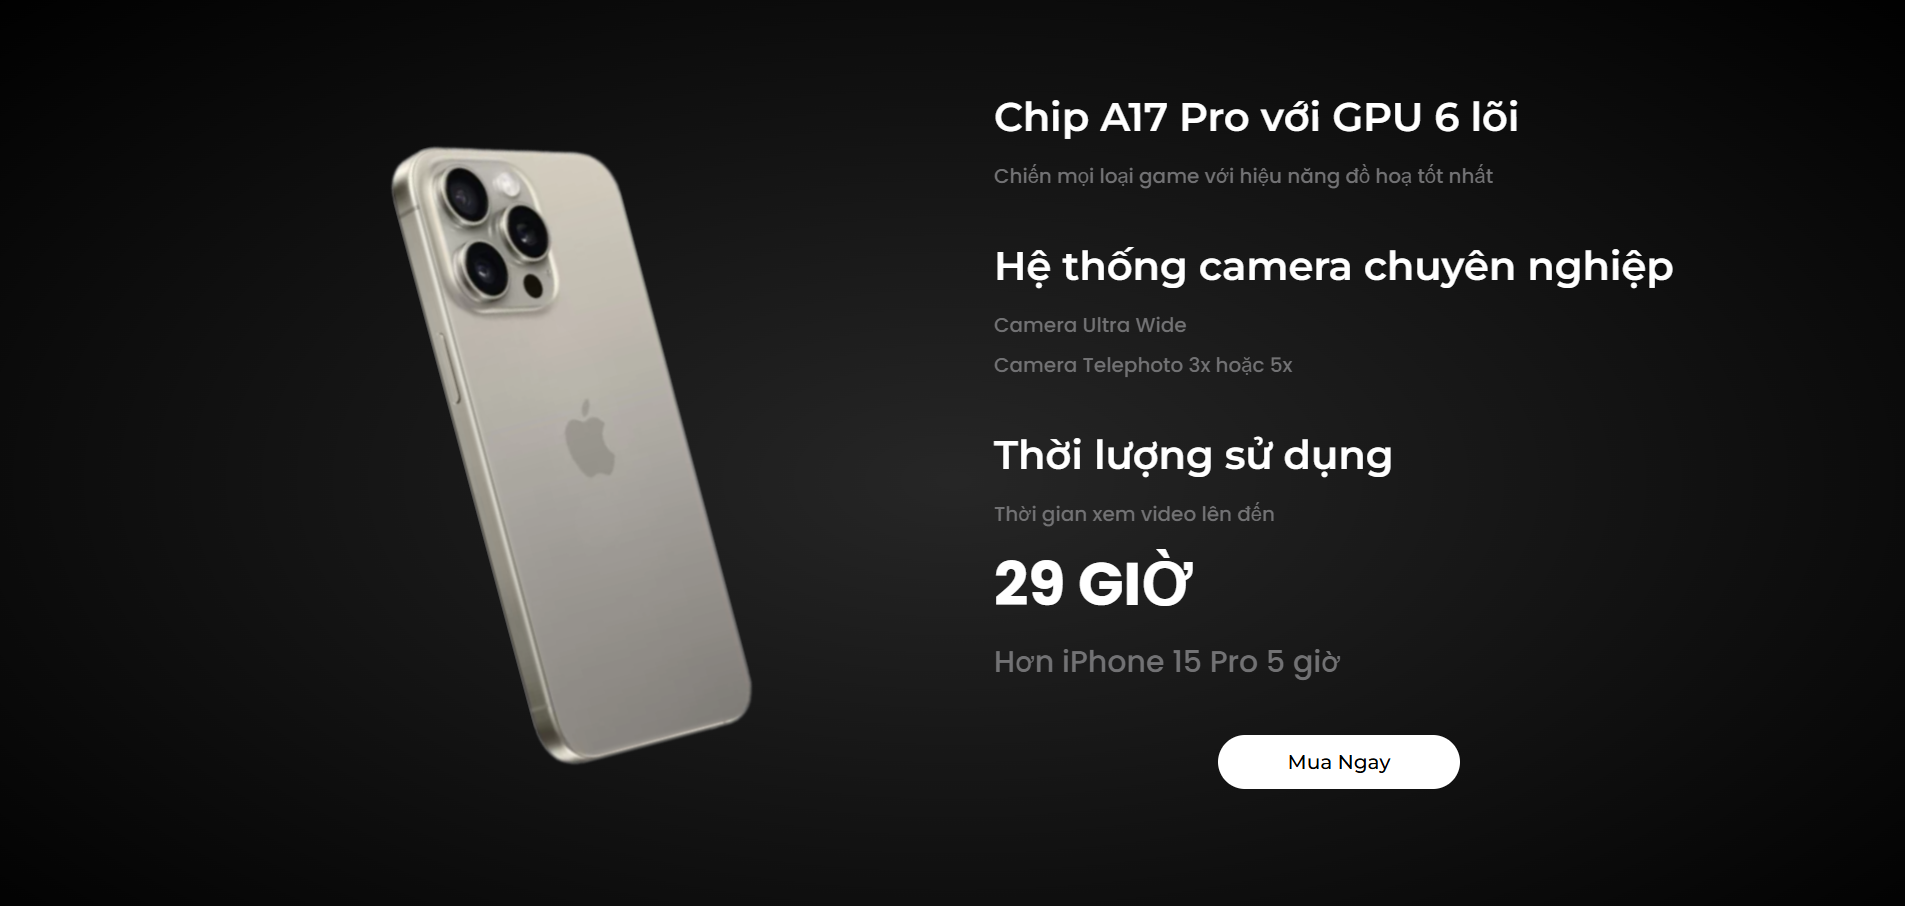 Chip A17 Pro với GPU 6 lõi
Chiến mọi loại game với hiệu năng đồ hoạ tốt nhất
Hệ thống camera chuyên nghiệp
Camera Ultra Wide
Camera Telephoto 3x hoặc 5x
Thời lượng sử dụng
Thời gian xem video lên đến
29 GIỜ
Hơn iPhone 15 Pro 5 giờ
Mua Ngay